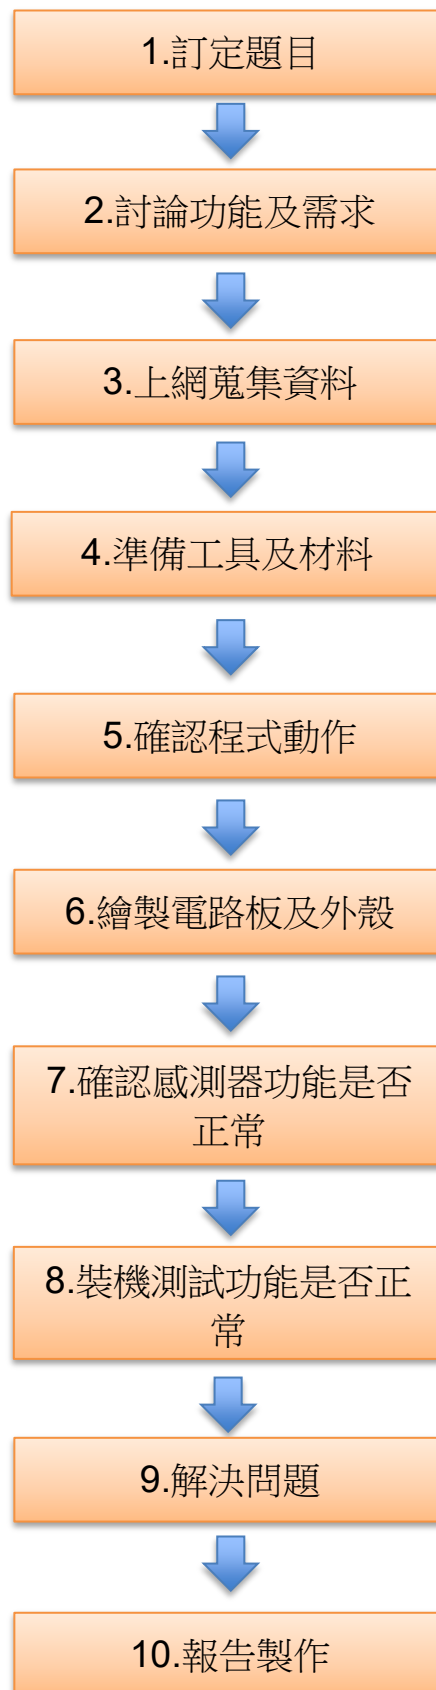 1.訂定題目
2.討論功能及需求
3.上網蒐集資料
4.準備工具及材料
5.確認程式動作
6.繪製電路板及外殼
7.確認感測器功能是否
正常
8.裝機測試功能是否正
常
9.解決問題
10.報告製作